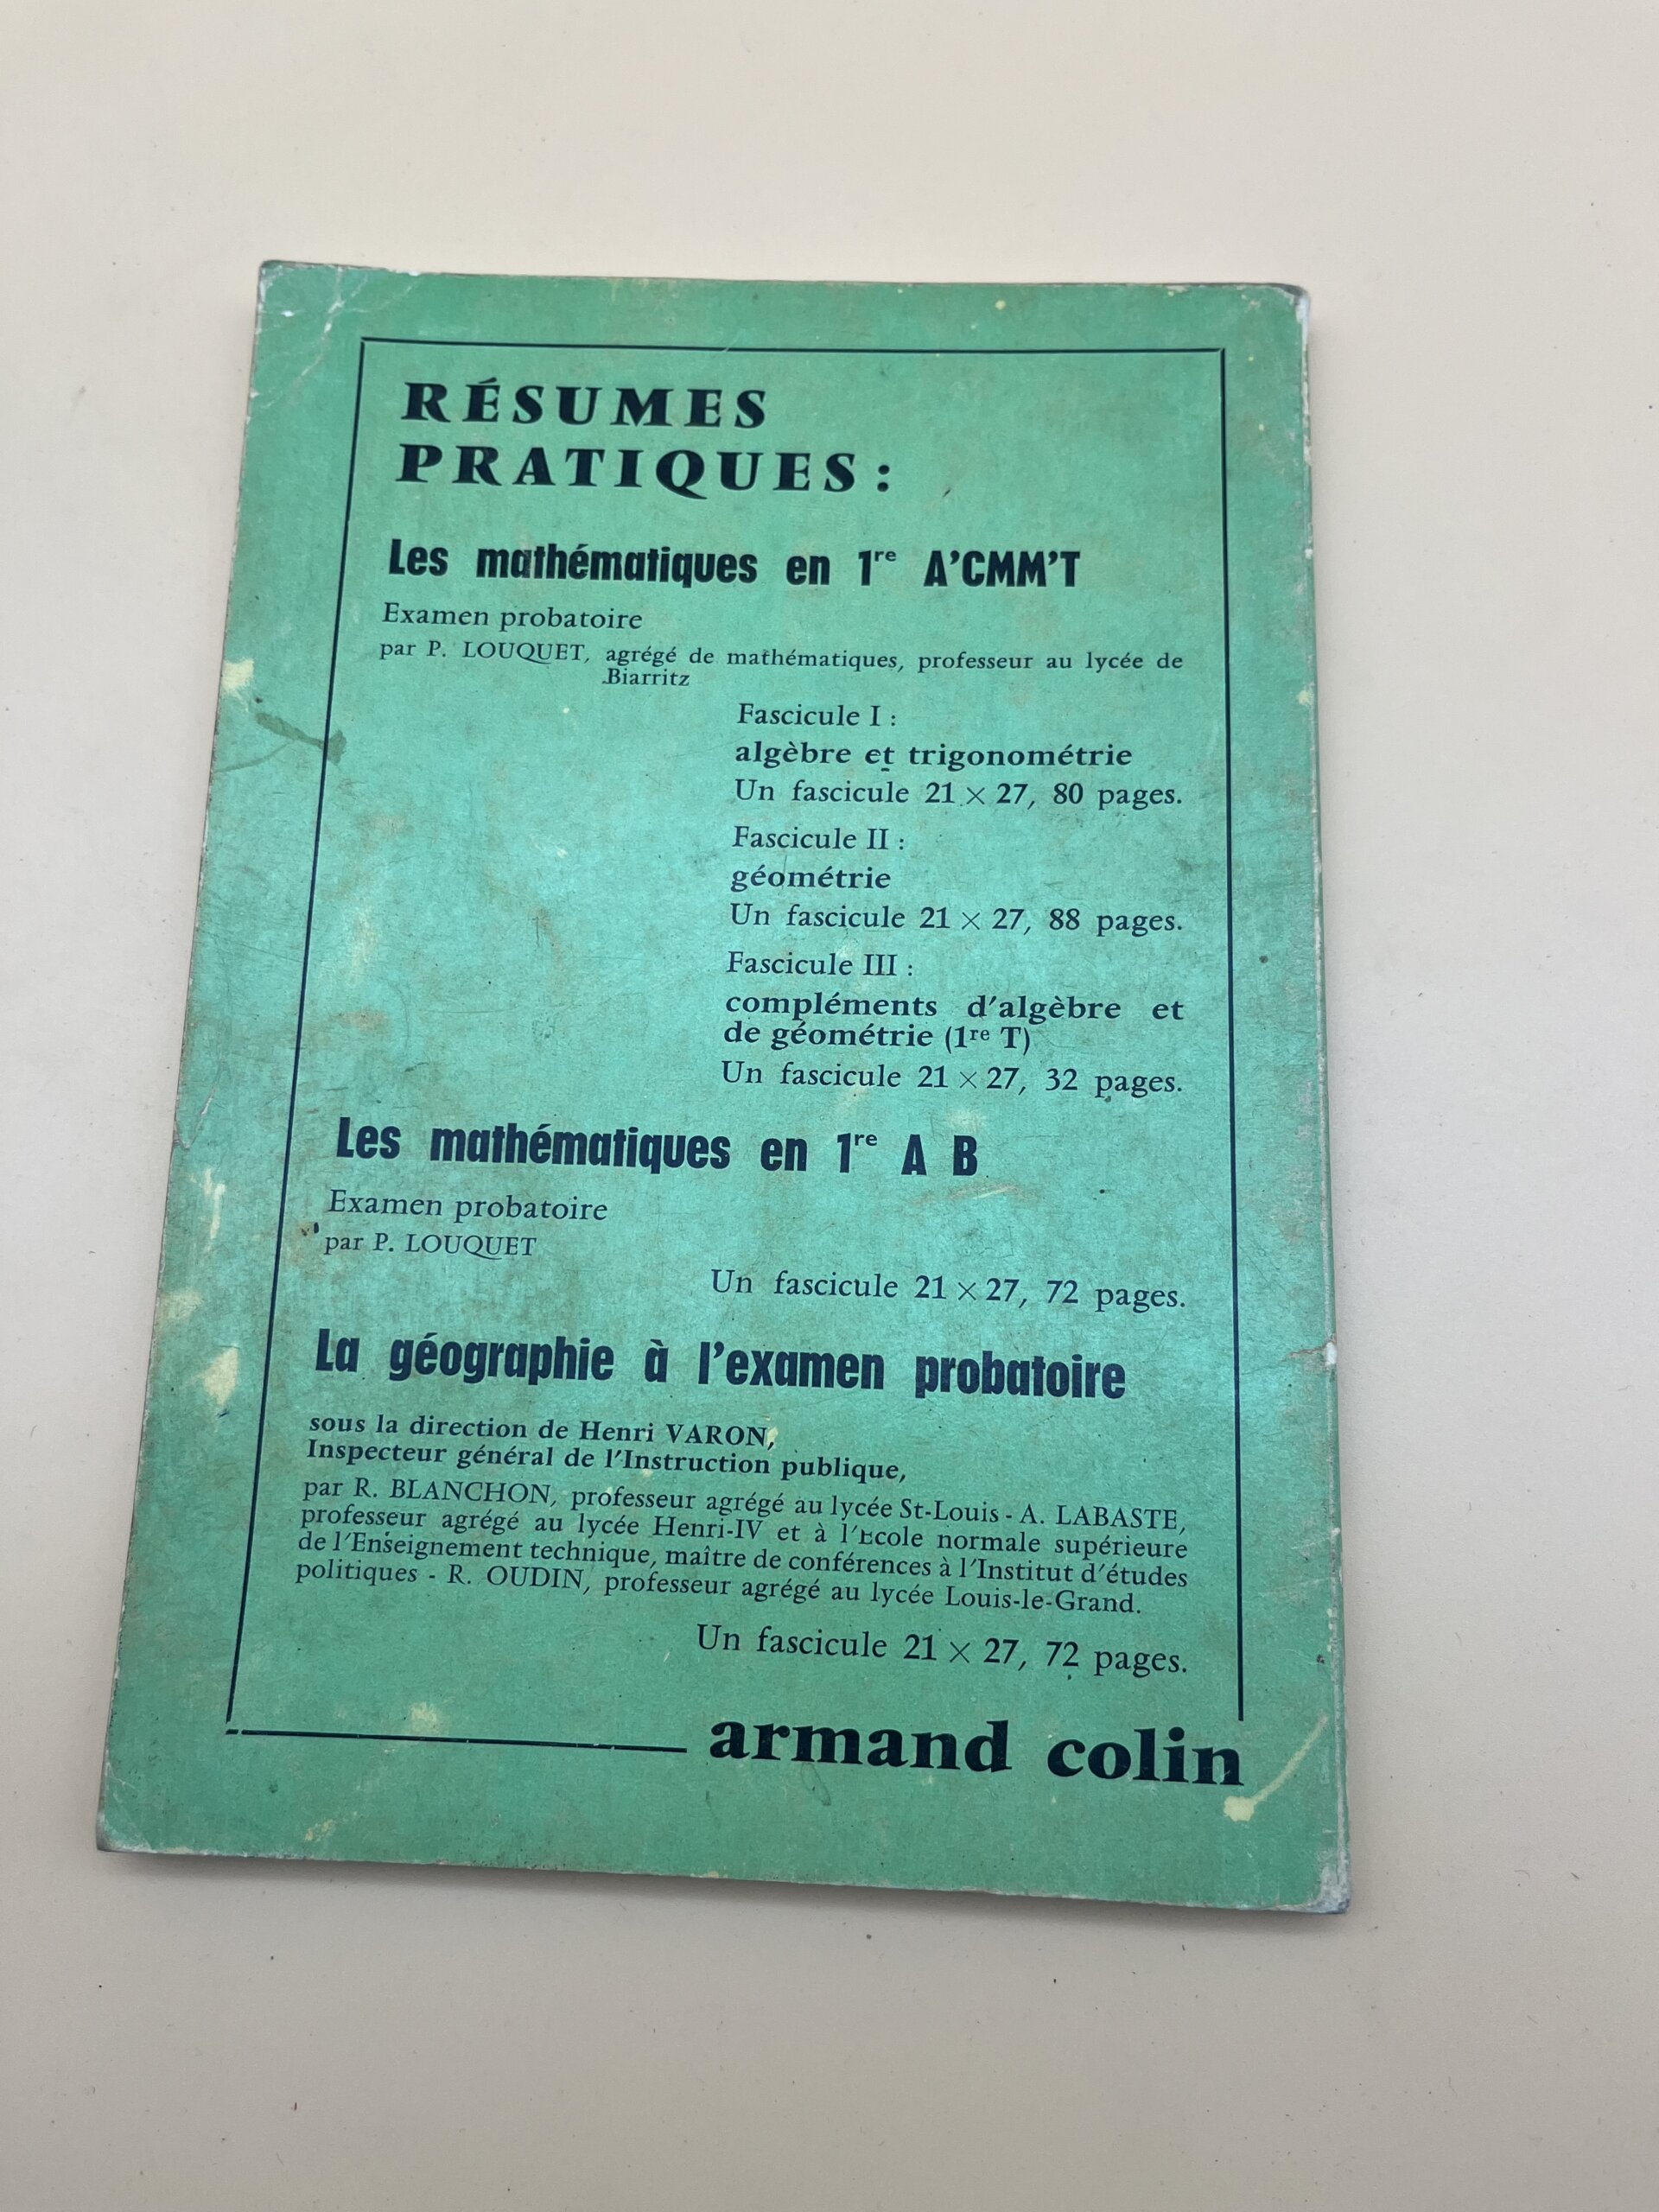 RÉSUMES
PRATIQUES :
Les mathématiques en 1re A'CMM'T
Examen probatoire
par P. LOUQUET, agrégé de mathématiques, professeur au lycée de
Biarritz
Fascicule I :
algèbre et trigonométrie
Un fascicule 21 × 27, 80 pages.
Fascicule II :
géométrie
Un fascicule 21 × 27, 88 pages.
Fascicule III :
compléments d'algèbre et
de géométrie (1re T)
Un fascicule 21 × 27, 32 pages.
Les mathématiques en 1re A B
Examen probatoire
par P. LOUQUET
Un fascicule 21 × 27, 72 pages.
La géographie à l'examen probatoire
sous la direction de Henri VARON,
Inspecteur général de l'Instruction publique,
par R. BLANCHON, professeur agrégé au lycée St-Louis - A. LABASTE,
professeur agrégé au lycée Henri-IV et à l'Ecole normale supérieure
de l'Enseignement technique, maître de conférences à l'Institut d'études
politiques - R. OUDIN, professeur agrégé au lycée Louis-le-Grand.
Un fascicule 21 × 27, 72 pages.
armand colin